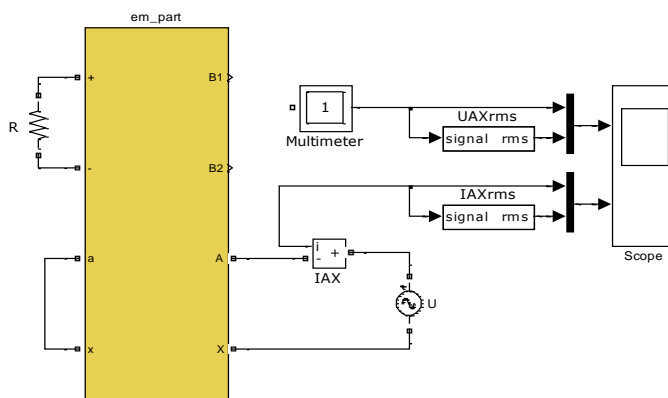 em_part
+
B1
R
-
B2
a
A
x
X
1
Multimeter
UAXrms
signal rms
IAXrms
signal rms
i
-
+
IAX
U
Scope